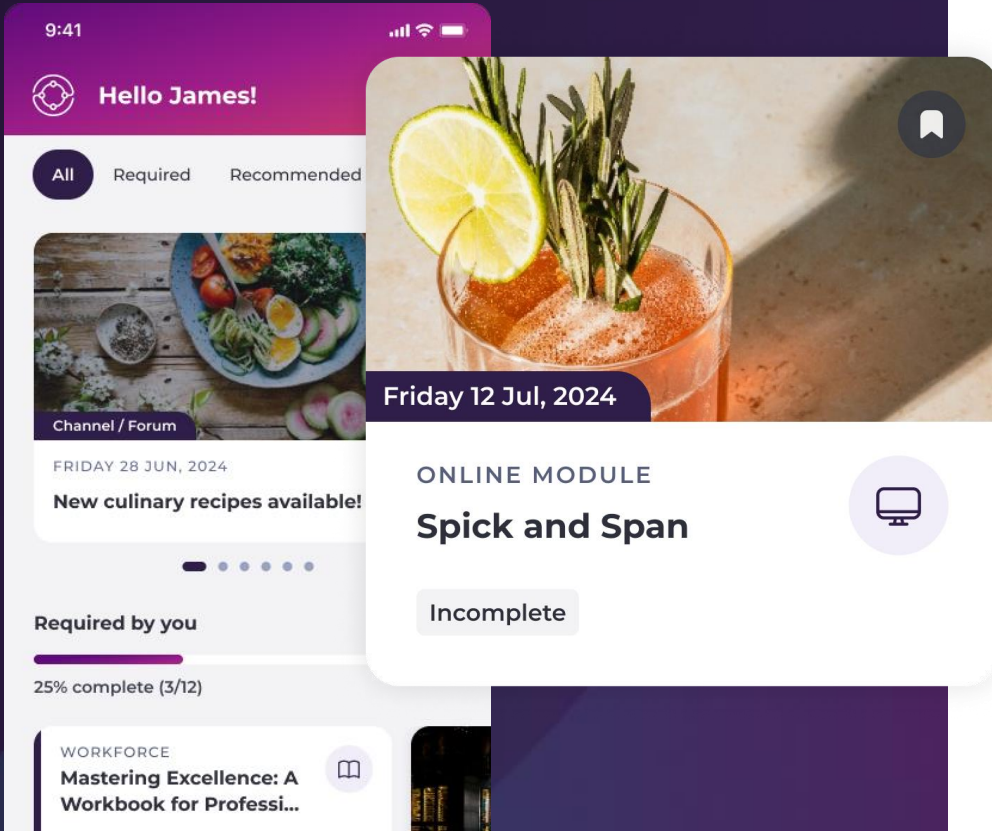 9:41
Hello James!
All Required Recommended
Channel / Forum
FRIDAY 28 JUN, 2024
New culinary recipes available!
Required by you
25% complete (3/12)
WORKFORCE
Mastering Excellence: A
Workbook for Professi...
Friday 12 Jul, 2024
ONLINE MODULE
Spick and Span
Incomplete